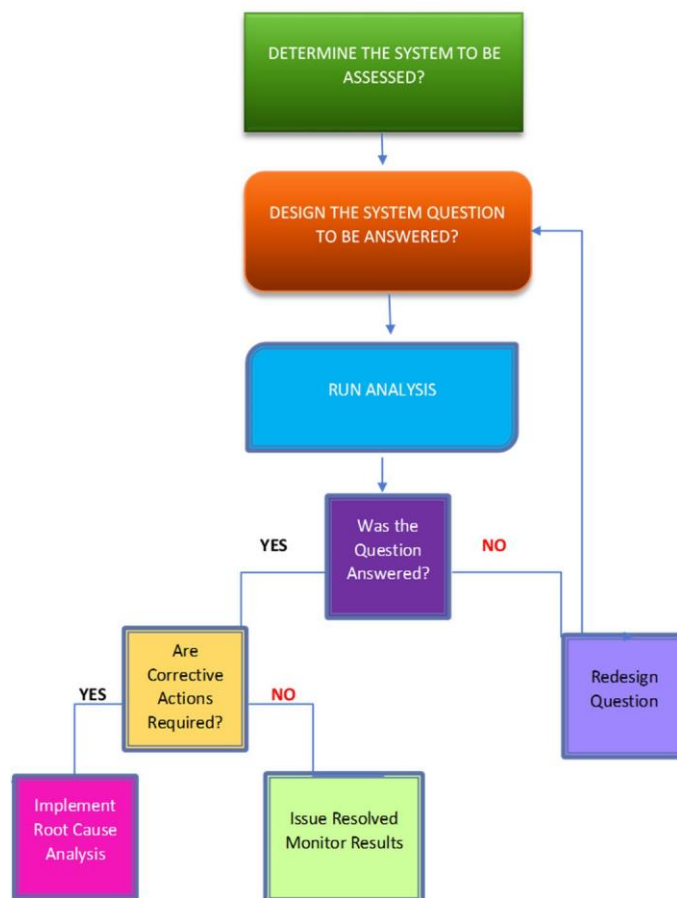 DETERMINE THE SYSTEM TO BE
ASSESSED?
DESIGN THE SYSTEM QUESTION
TO BE ANSWERED?
RUN ANALYSIS
Was the
Question
Answered?
YES
NO
Are
Corrective
Actions
Required?
YES
NO
Redesign
Question
Implement
Root Cause
Analysis
Issue Resolved
Monitor Results